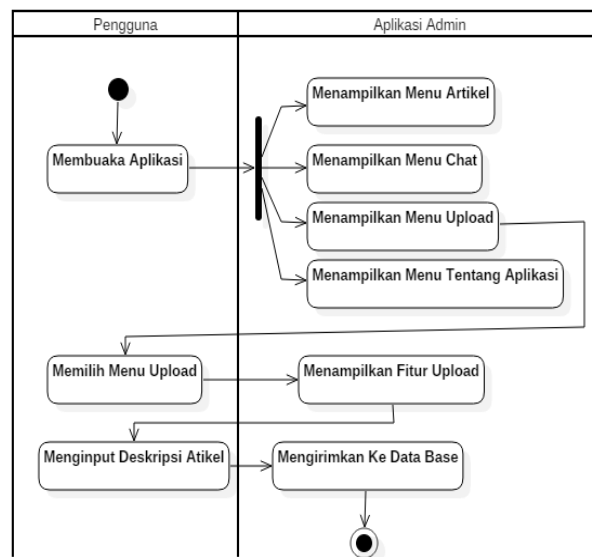 Pengguna
Aplikasi Admin
Menampilkan Menu Artikel
Membuaka Aplikasi
Menampilkan Menu Chat
Menampilkan Menu Upload
Menampilkan Menu Tentang Aplikasi
Memilih Menu Upload
Menampilkan Fitur Upload
Menginput Deskripsi Atikel
Mengirimkan Ke Data Base